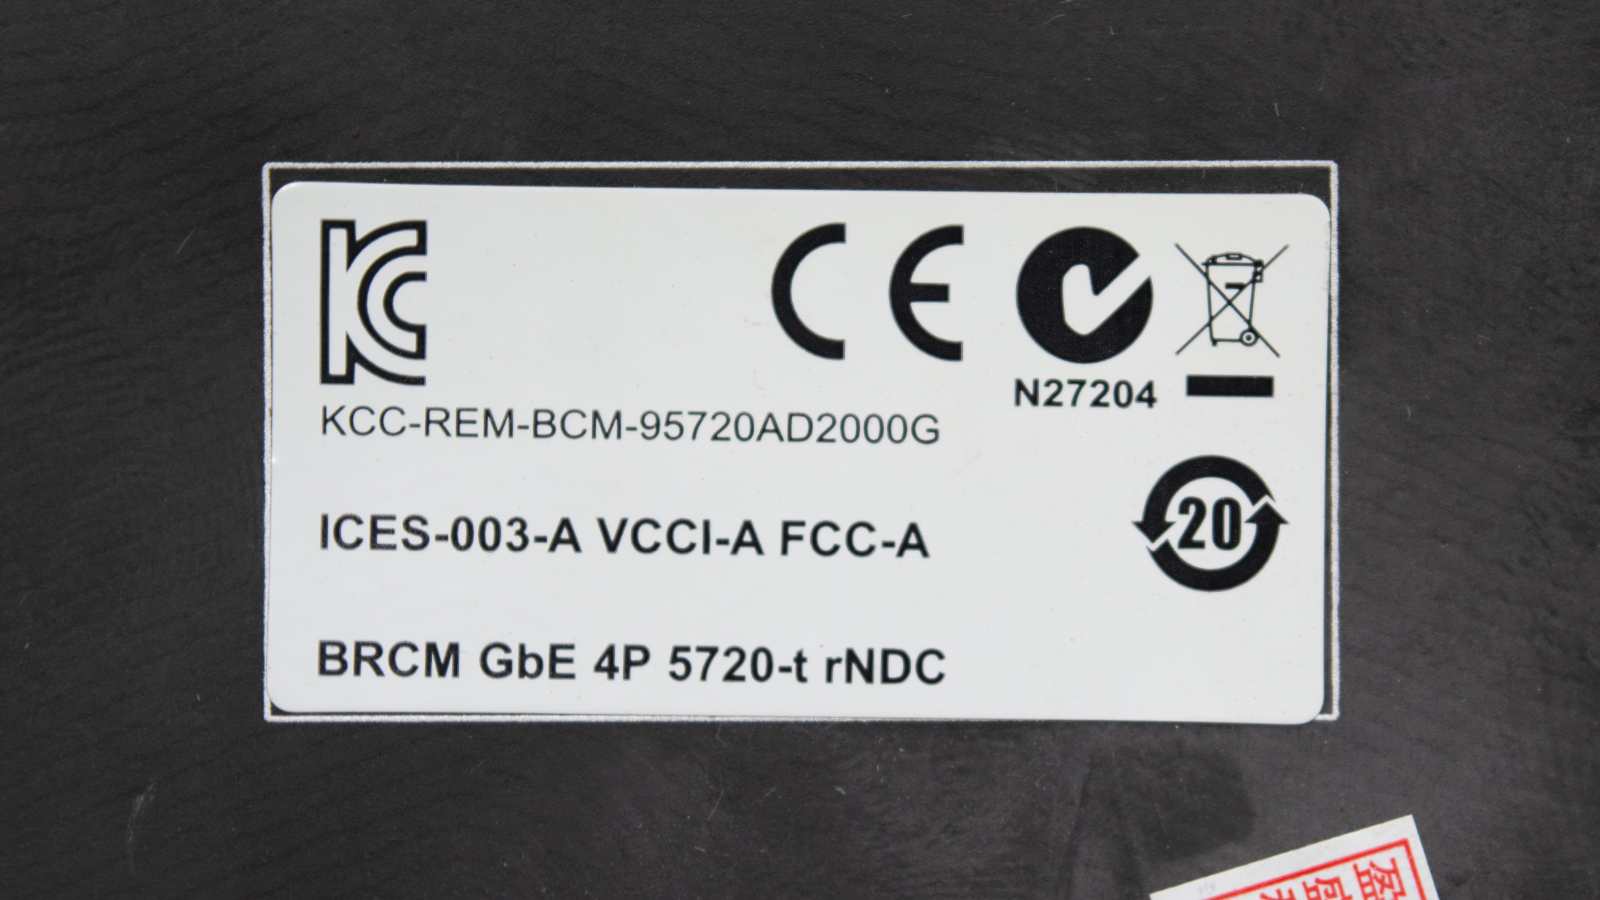 KCC-REM-BCM-95720AD2000G
N27204
ICES-003-A VCCI-A FCC-A
20
BRCM GbE 4P 5720-t rNDC